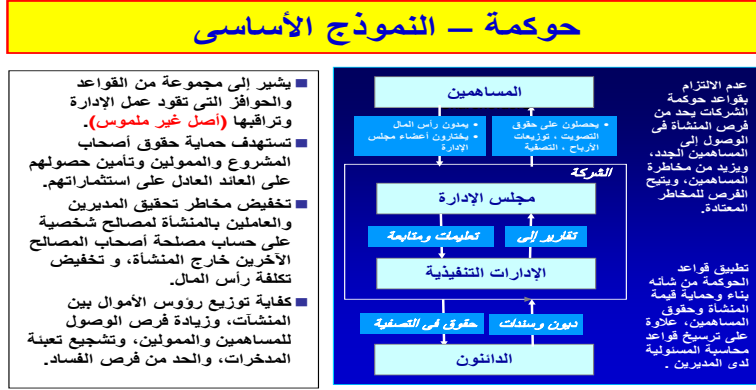 حوكمة – النموذج الأساسى
يشير إلى مجموعة من القواعد
والحوافز التى تقود عمل الإدارة
وتراقبها (أصل غير ملموس).
تستهدف حماية حقوق أصحاب
المشروع والممولين وتأمين حصولهم
على العائد العادل على استثماراتهم.
تخفيض مخاطر تحقيق المديرين
والعاملين بالمنشأة لمصالح شخصية
على حساب مصلحة أصحاب المصالح
الآخرين خارج المنشأة، و تخفيض
تكلفة رأس المال.
كفاية توزيع رؤوس الأموال بين
المنشآت، وزيادة فرص الوصول
للمساهمين والممولين، وتشجيع تعبئة
المدخرات، والحد من فرص الفساد.
المساهمين
• يحصلون على حقوق
التصويت ، توزيعات
الأرباح ، التصفية
• يمدون رأس المال
• يختارون أعضاء مجلس
الإدارة
الشركة
مجلس الإدارة
تقارير إلى
تعليمات ومتابعة
الإدارات التنفيذية
ديون وسندات
حقوق فى التصفية
الدائنون
عدم الالتزام
بقواعد حوكمة
الشركات يحد من
فرص المنشأة فى
الوصول إلى
المساهمين الجدد،
ويزيد من مخاطرة
المساهمين، ويتيح
الفرص للمخاطر
المعتادة.
تطبيق قواعد
الحوكمة من شأنه
بناء وحماية قيمة
المنشأة وحقوق
المساهمين، علاوة
على ترسيخ قواعد
محاسبة المسئولية
لدى المديرين .